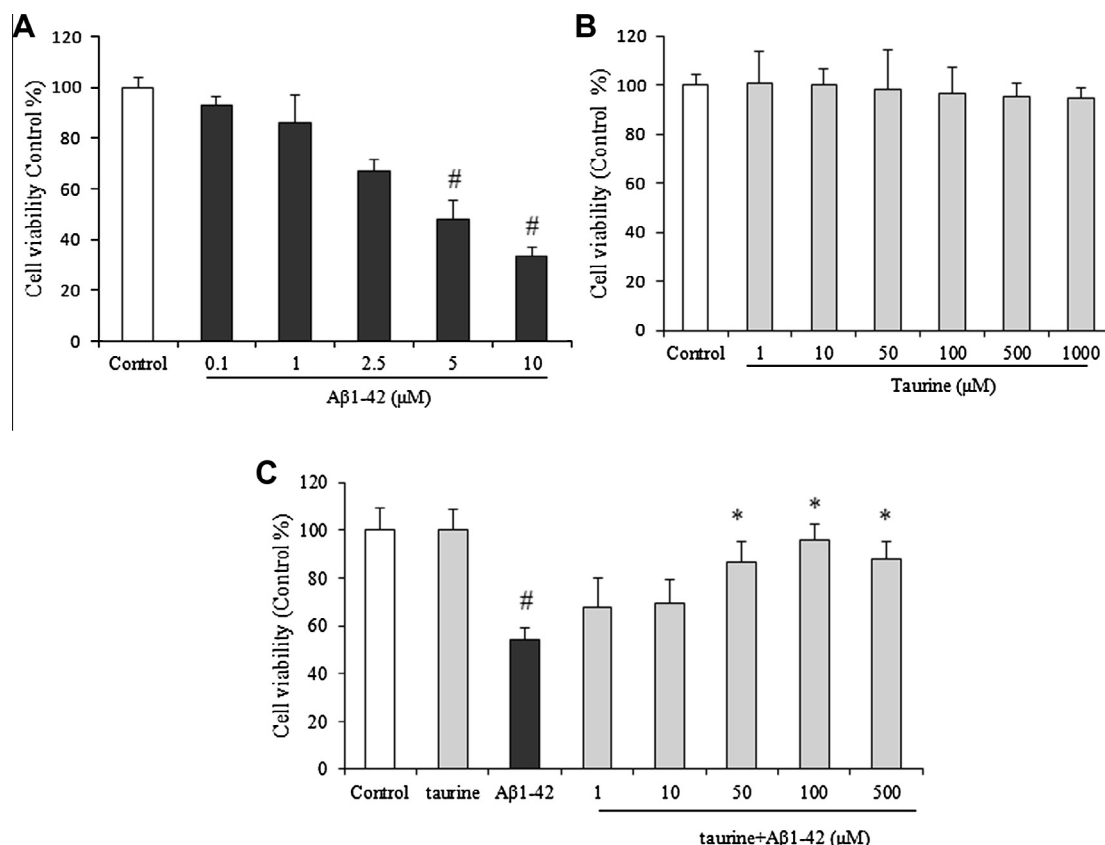 A
Cell viability Control %)
120
100
80
60
40
20
0
# #
Control 0.1 1 2.5 5 10
Aβ1-42 (μM)
B
Cell viability (Control %)
120
100
80
60
40
20
0
Control 1 10 50 100 500 1000
Taurine (μM)
C
Cell viability (Control %)
120
100
80
60
40
20
0
# * * *
Control taurine Aβ1-42 1 10 50 100 500
taurine+Aβ1-42 (μM)